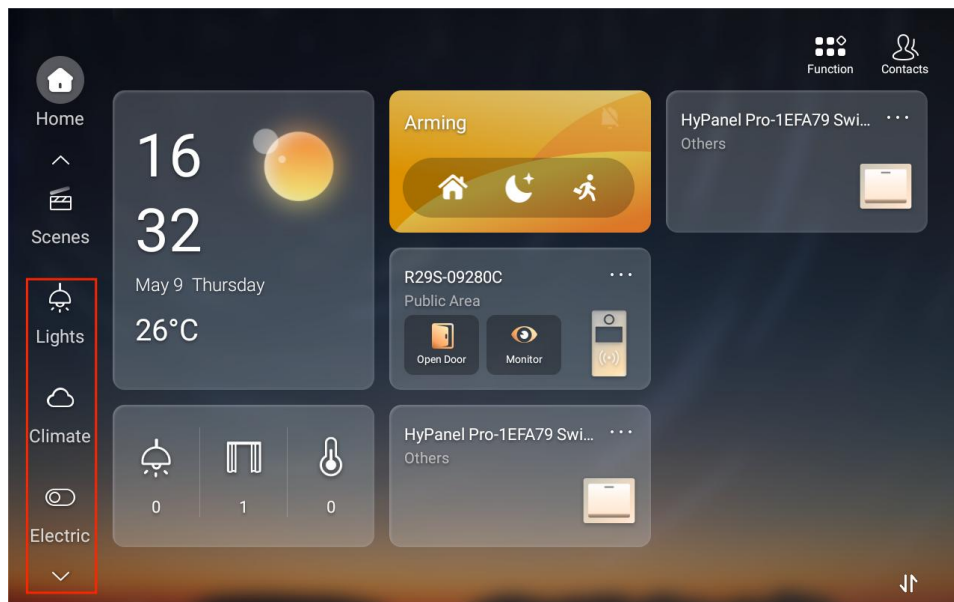 Function
Contacts
Home
Scenes
Lights
Climate
Electric
16
32
May 9 Thursday
26°C
0
1
0
Arming
R29S-09280C
Public Area
Open Door
Monitor
HyPanel Pro-1EFA79 Swi...
Others
HyPanel Pro-1EFA79 Swi...
Others